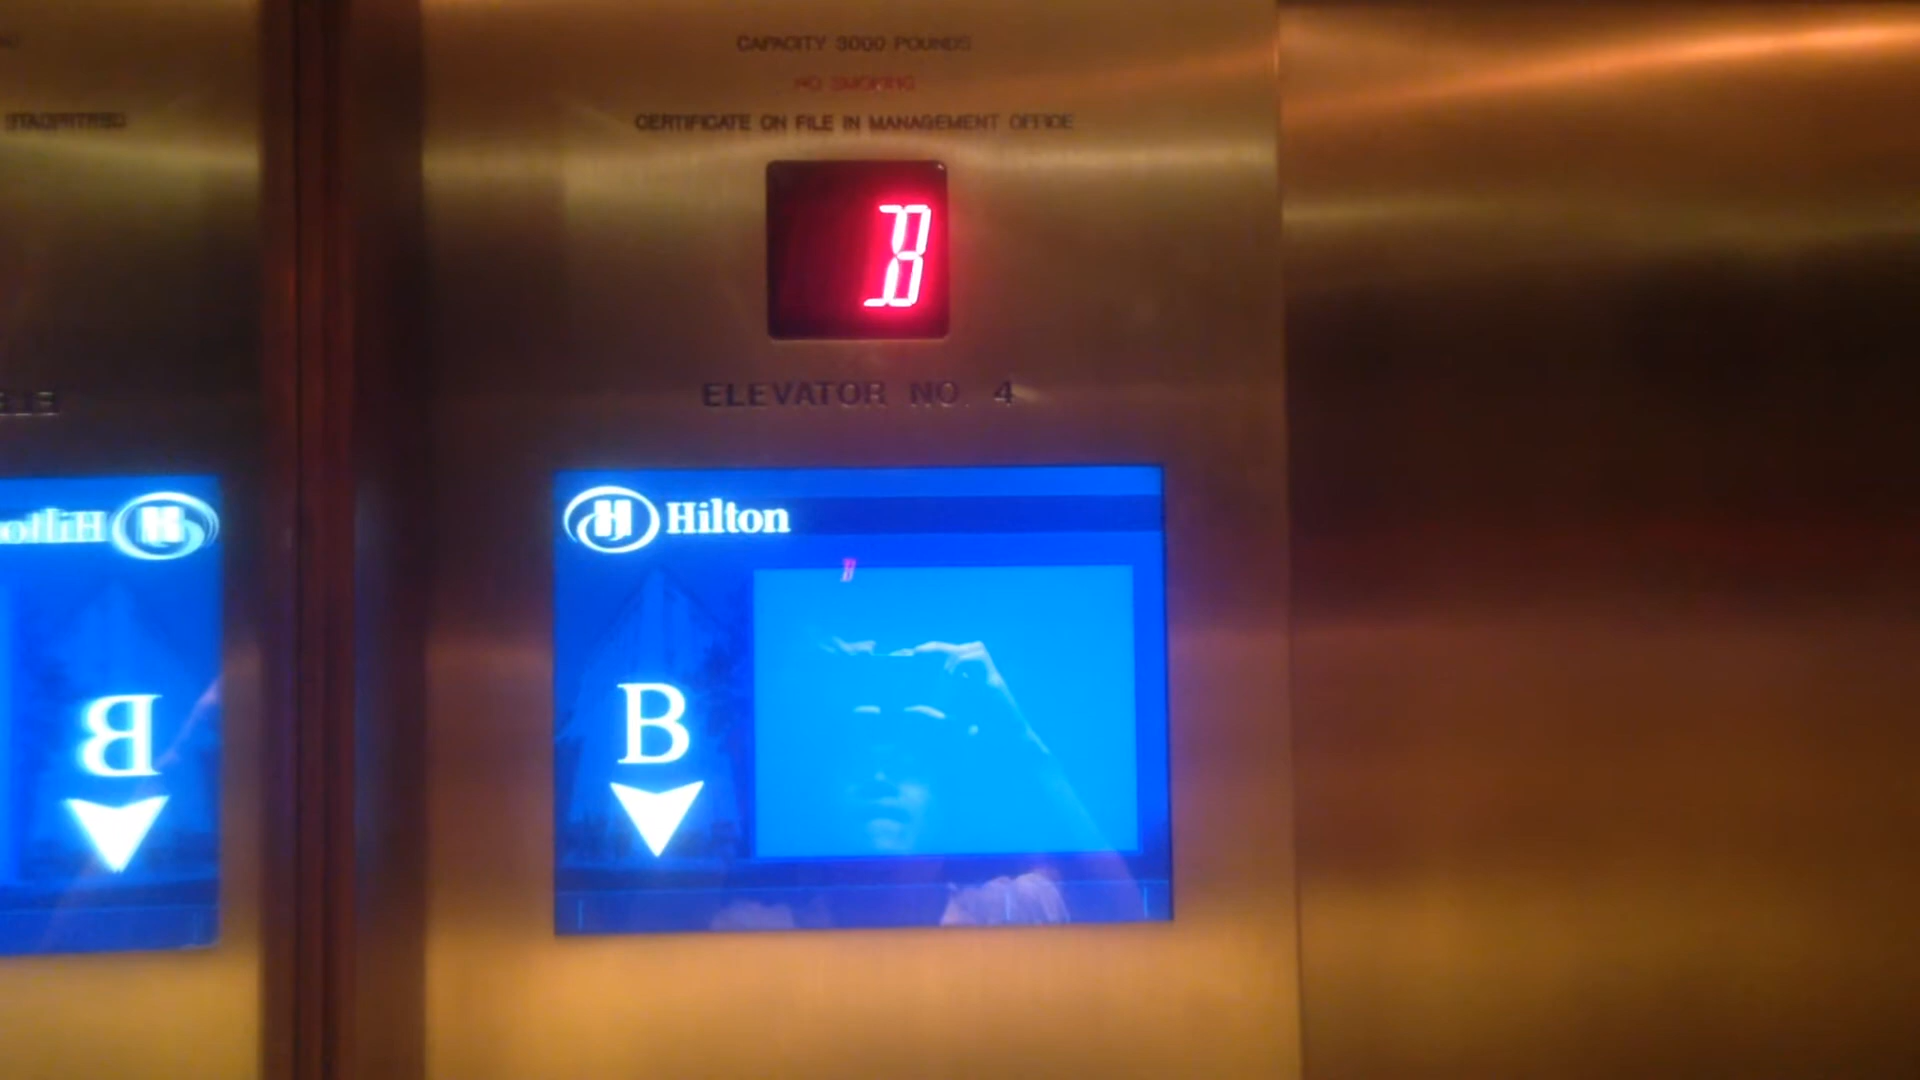 CAPACITY 3000 POUNDS
NO SMOKING
CERTIFICATE ON FILE IN MANAGEMENT OFFICE
B
ELEVATOR NO. 4
H Hilton
B